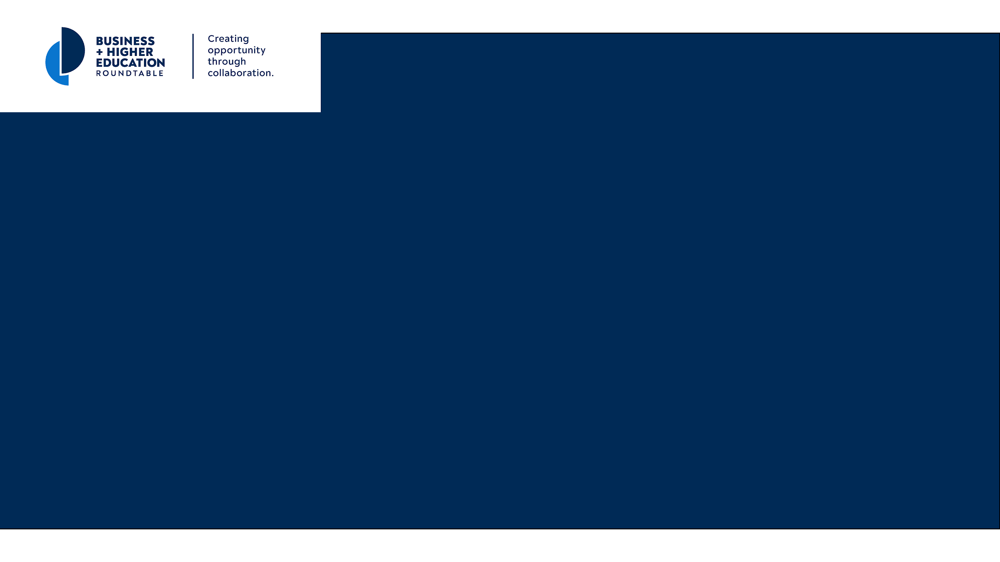 BUSINESS
+ HIGHER
EDUCATION
ROUNDTABLE
Creating
opportunity
through
collaboration.